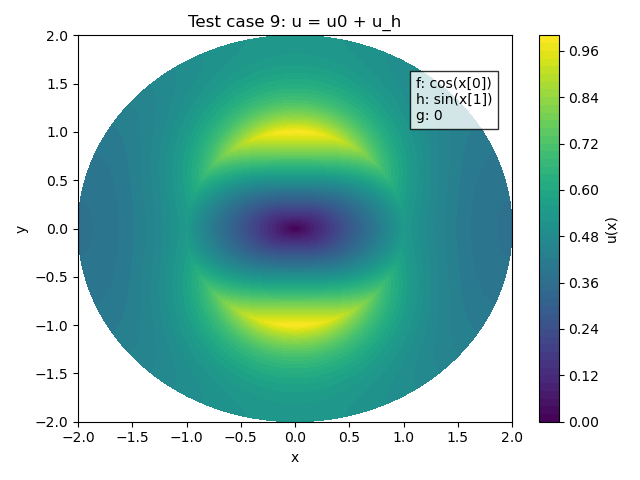 Test case 9: u = u0 + u_h
f: cos(x[0])
h: sin(x[1])
g: 0
2.0
1.5
1.0
0.5
0.0
−0.5
−1.0
−1.5
−2.0
y
−2.0 −1.5 −1.0 −0.5 0.0 0.5 1.0 1.5 2.0
x
0.96
0.84
0.72
0.60
0.48
0.36
0.24
0.12
0.00
u(x)